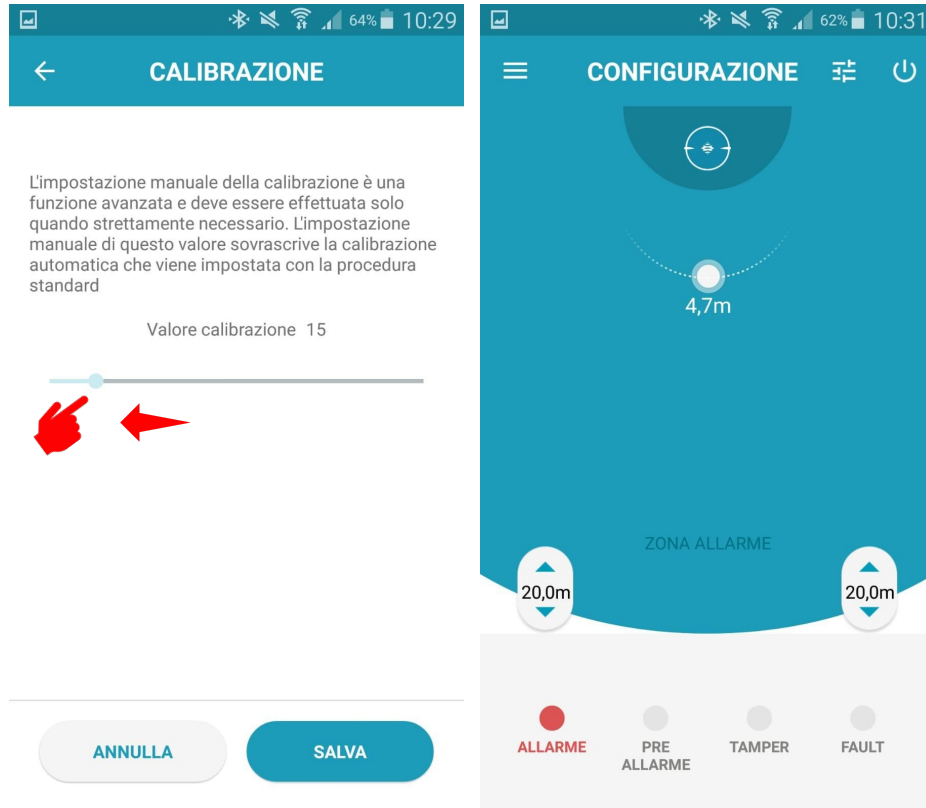 64% 10:29
CALIBRAZIONE
L'impostazione manuale della calibrazione è una
funzione avanzata e deve essere effettuata solo
quando strettamente necessario. L'impostazione
manuale di questo valore sovrascrive la calibrazione
automatica che viene impostata con la procedura
standard
Valore calibrazione 15
ANNULLA
SALVA
62% 10:31
CONFIGURAZIONE
4,7m
ZONA ALLARME
20,0m
20,0m
ALLARME
PRE
ALLARME
TAMPER
FAULT